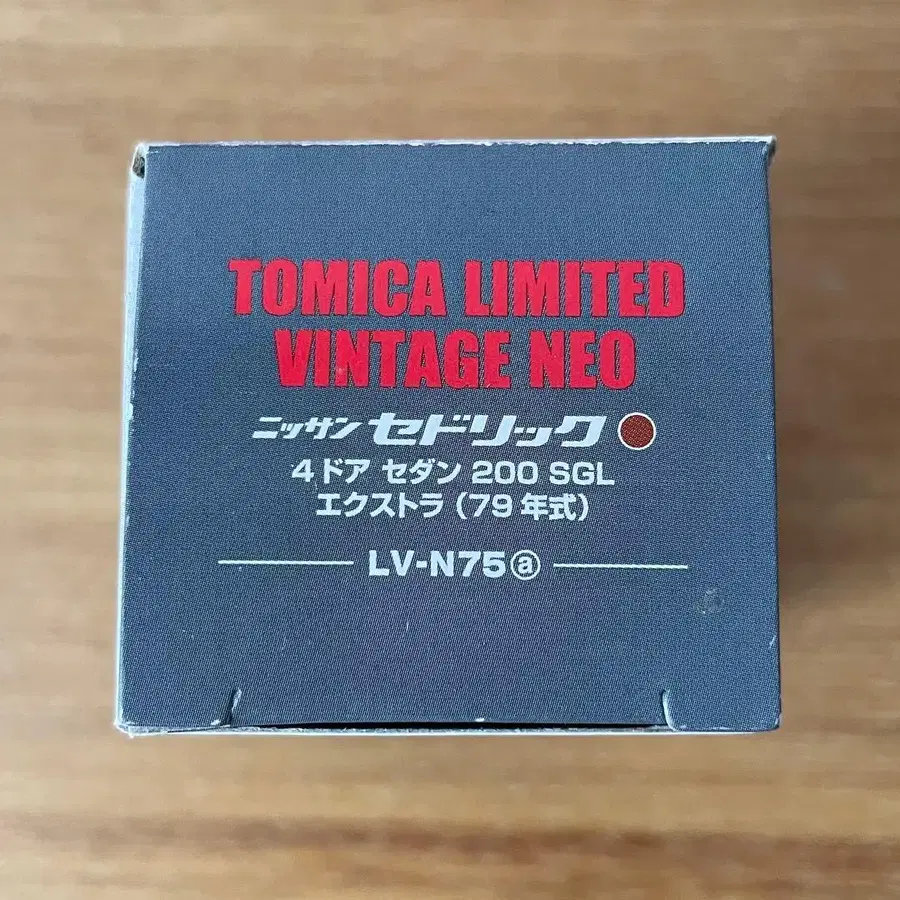 TOMICA LIMITED
VINTAGE NEO
ニッサン セドリック
4ドア セダン 200 SGL
エクストラ(79年式)
LV-N75ⓐ